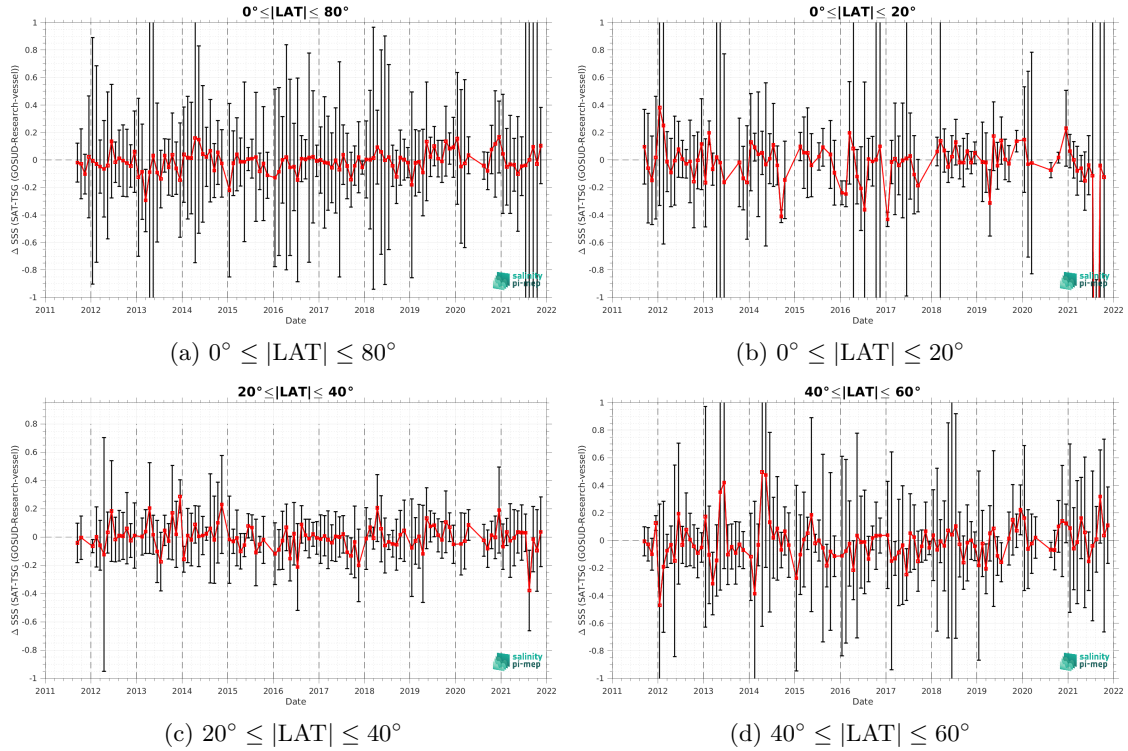 0°≤|LAT|≤ 80°
Δ SSS (SAT-TSG (GOSUD-Research-vessel))
1
0.8
0.6
0.4
0.2
0
-0.2
-0.4
-0.6
-0.8
-1
2011 2012 2013 2014 2015 2016 2017 2018 2019 2020 2021 2022
Date
salinity
pi-mep
(a) 0° ≤ |LAT| ≤ 80°
0°≤|LAT|≤ 20°
Δ SSS (SAT-TSG (GOSUD-Research-vessel))
1
0.8
0.6
0.4
0.2
0
-0.2
-0.4
-0.6
-0.8
-1
2011 2012 2013 2014 2015 2016 2017 2018 2019 2020 2021 2022
Date
salinity
pi-mep
(b) 0° ≤ |LAT| ≤ 20°
20°≤|LAT|≤ 40°
Δ SSS (SAT-TSG (GOSUD-Research-vessel))
0.8
0.6
0.4
0.2
0
-0.2
-0.4
-0.6
-0.8
-1
2011 2012 2013 2014 2015 2016 2017 2018 2019 2020 2021 2022
Date
salinity
pi-mep
(c) 20° ≤ |LAT| ≤ 40°
40°≤|LAT|≤ 60°
Δ SSS (SAT-TSG (GOSUD-Research-vessel))
1
0.8
0.6
0.4
0.2
0
-0.2
-0.4
-0.6
-0.8
-1
2011 2012 2013 2014 2015 2016 2017 2018 2019 2020 2021 2022
Date
salinity
pi-mep
(d) 40° ≤ |LAT| ≤ 60°